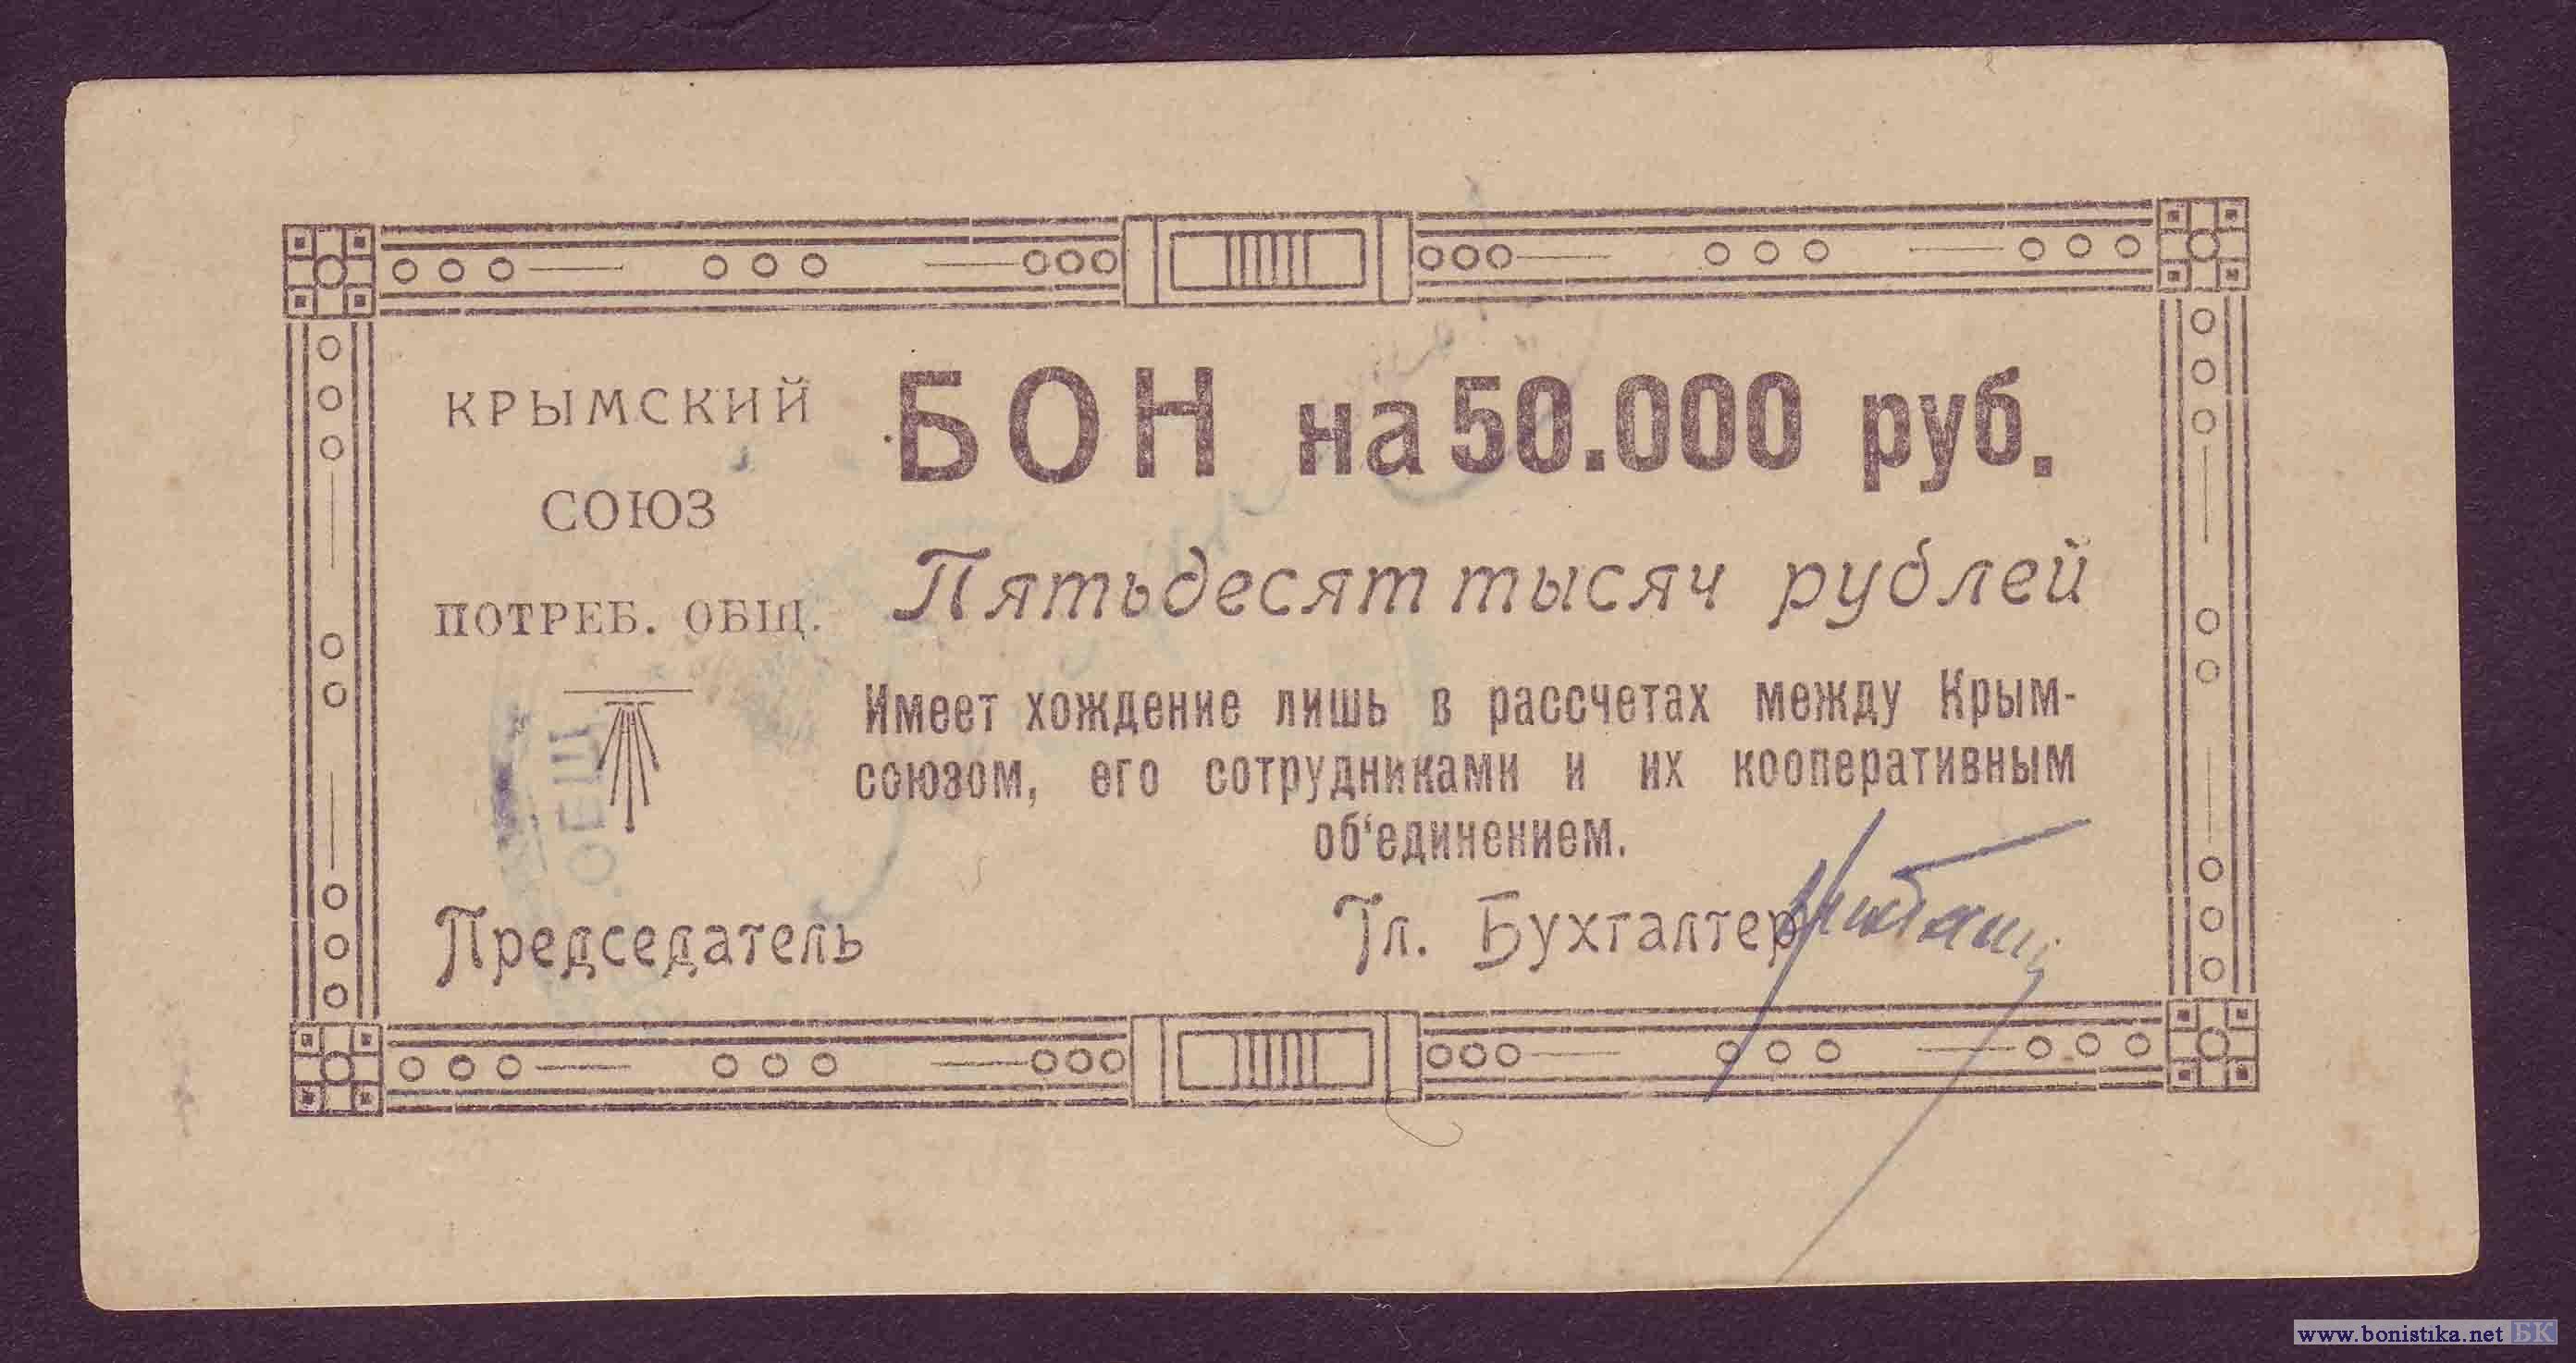 КРЫМСКИЙ
СОЮЗ
ПОТРЕБ. ОБЩ.
БОН на 50.000 руб.
Пятьдесят тысяч рублей
Имеет хождение лишь в рассчетах между Крым-
союзом, его сотрудниками и их кооперативным
об‘единением.
Председатель
Гл. Бухгалтер
www.bonistika.net БК